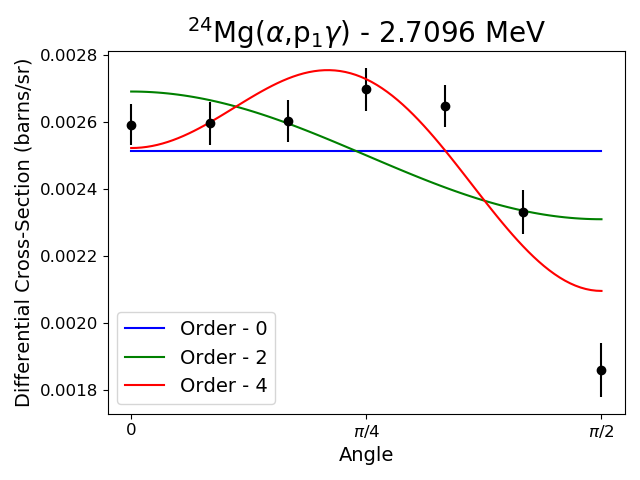 ²⁴Mg(α,p₁γ) - 2.7096 MeV
Differential Cross-Section (barns/sr)
0.0028
0.0026
0.0024
0.0022
0.0020
0.0018
Order - 0
Order - 2
Order - 4
0
π/4
π/2
Angle